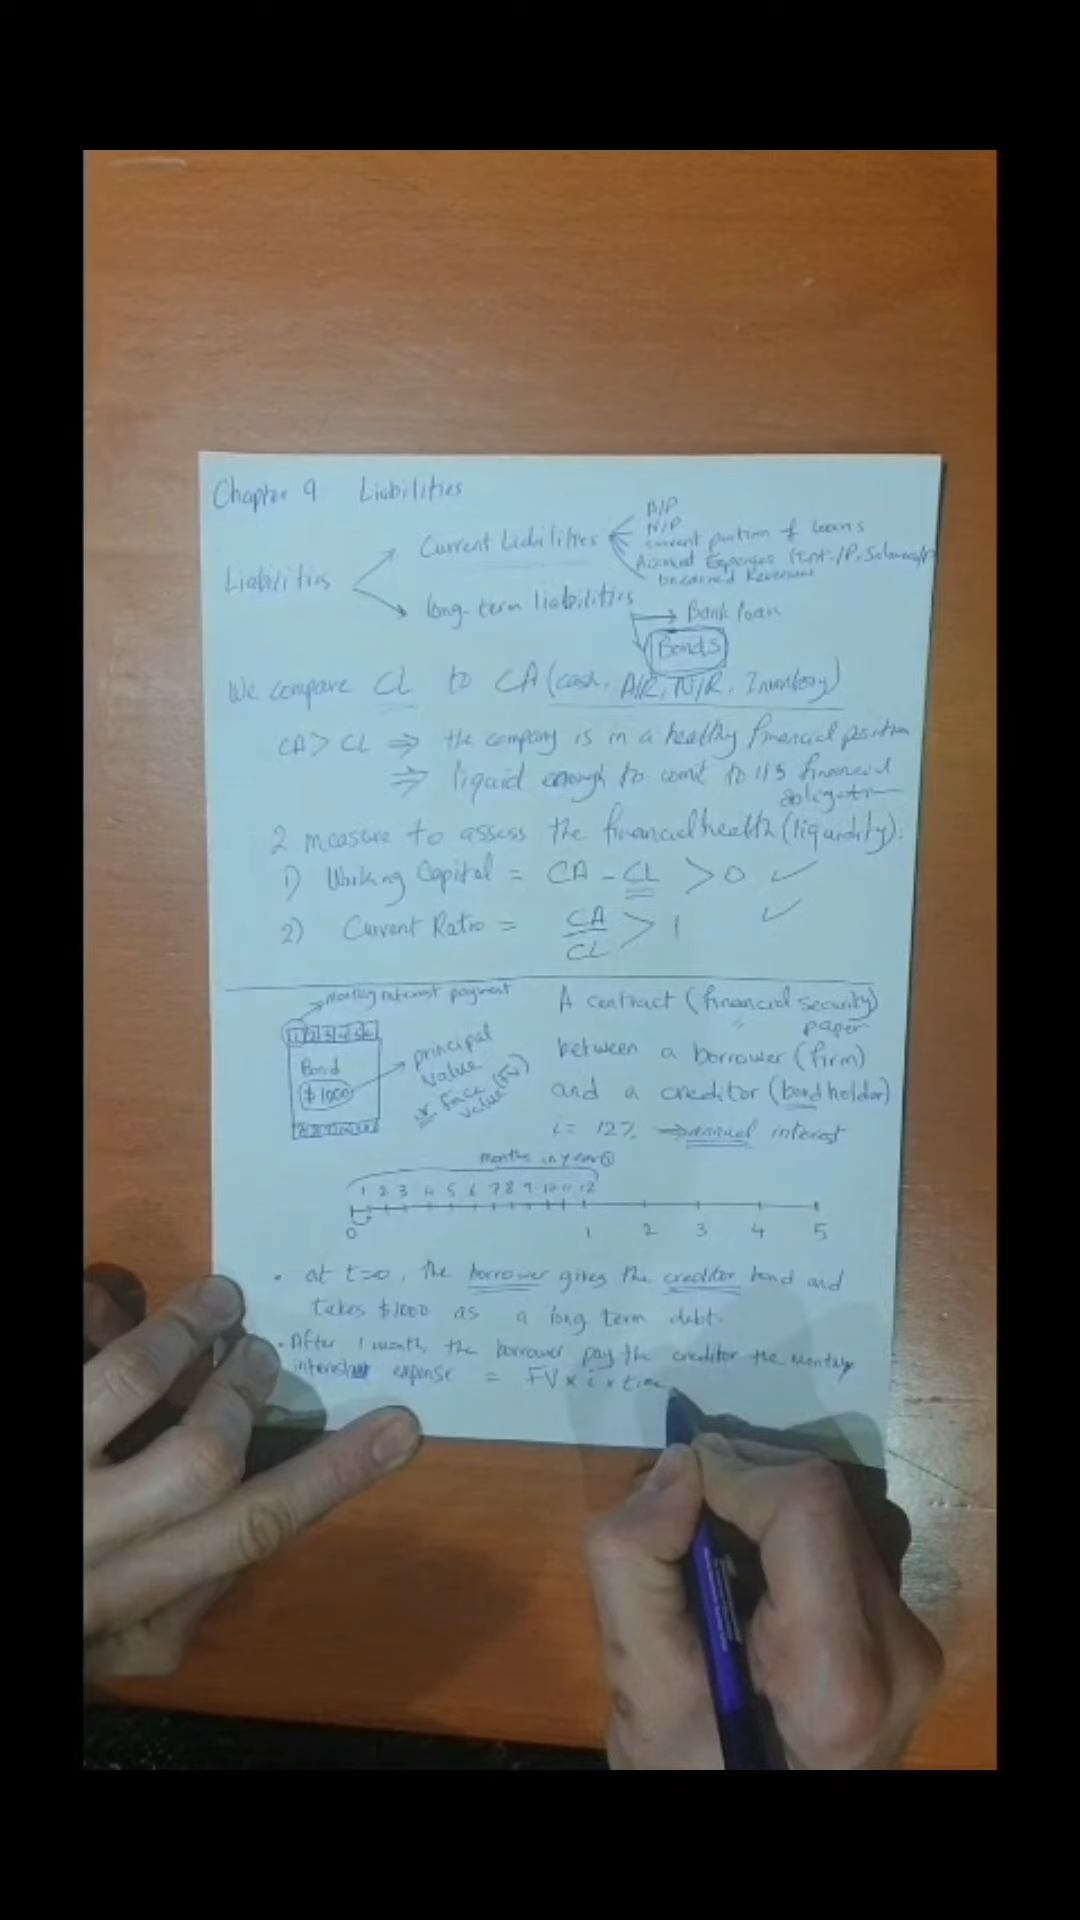 Chapter 9 Liabilities
A/P
N/P
Current Liabilities
current portion of loans
Accrued Expenses (Int./P, Salaries/P)
Unearned Revenues
Liabilities
long-term liabilities
Bank loan
Bonds
We compare CL to CA (cash, A/R, N/R, Inventory)
CA > CL ⇒ the company is in a healthy financial position
⇒ liquid enough to comit to its financial
obligation
2 measure to assess the financial health (liquidity).
1) Working Capital = CA - CL > 0 ✓
2) Current Ratio = CA / CL > 1 ✓
interest payment
A contract (financial security)
paper
Bond
$1000
principal
value
or face
value (FV)
between a borrower (firm)
and a creditor (bondholder)
i = 12% → annual interest
months in year ①
1 2 3 4 5 6 7 8 9 10 11 12
0 1 2 3 4 5
• at t=0, the borrower gives the creditor bond and
takes $1000 as a long term debt.
• After 1 month, the borrower pay the creditor the monthly
interest expense = FV × i × time